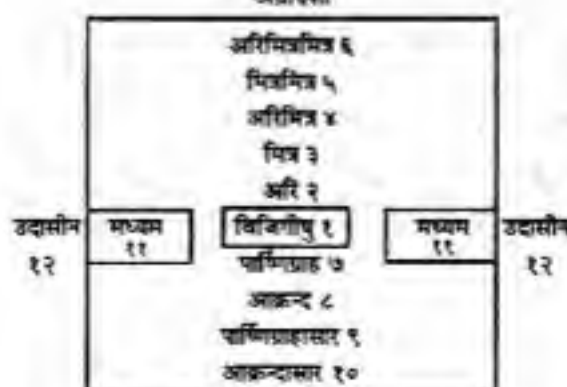 अरिमित्रमित्र ६
मित्रमित्र ५
अरिमित्र ४
मित्र ३
अरि २
उदासीन मध्यम विजिगीषु १ मध्यम उदासीन
१२ ११ ११ १२
पार्ष्णिग्राह ७
आक्रन्द ८
पार्ष्णिग्राहासार ९
आक्रन्दासार १०